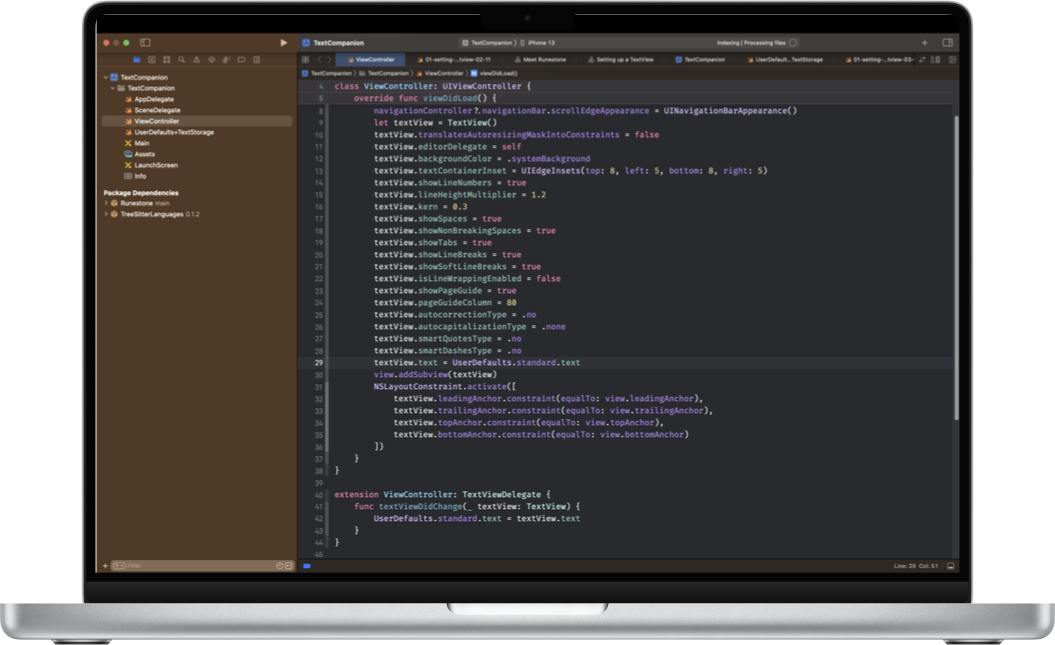 TextCompanion
TextCompanion
iPhone 13
Indexing | Processing files
ViewController
01-setting-...tview-02-11
Meet Runestone
Setting up a TextView
TextCompanion
UserDefault...TextStorage
01-setting-...tview-03-
TextCompanion
TextCompanion
ViewController
viewDidLoad()
TextCompanion
TextCompanion
AppDelegate
SceneDelegate
ViewController
UserDefaults+TextStorage
Main
Assets
LaunchScreen
Info
Package Dependencies
Runestone main
TreeSitterLanguages 0.1.2
Filter
4 class ViewController: UIViewController {
5 override func viewDidLoad() {
8 navigationController?.navigationBar.scrollEdgeAppearance = UINavigationBarAppearance()
9 let textView = TextView()
10 textView.translatesAutoresizingMaskIntoConstraints = false
11 textView.editorDelegate = self
12 textView.backgroundColor = .systemBackground
13 textView.textContainerInset = UIEdgeInsets(top: 8, left: 5, bottom: 8, right: 5)
14 textView.showLineNumbers = true
15 textView.lineHeightMultiplier = 1.2
16 textView.kern = 0.3
17 textView.showSpaces = true
18 textView.showNonBreakingSpaces = true
19 textView.showTabs = true
20 textView.showLineBreaks = true
21 textView.showSoftLineBreaks = true
22 textView.isLineWrappingEnabled = false
23 textView.showPageGuide = true
24 textView.pageGuideColumn = 80
25 textView.autocorrectionType = .no
26 textView.autocapitalizationType = .none
27 textView.smartQuotesType = .no
28 textView.smartDashesType = .no
29 textView.text = UserDefaults.standard.text
30 view.addSubview(textView)
31 NSLayoutConstraint.activate([
32 textView.leadingAnchor.constraint(equalTo: view.leadingAnchor),
33 textView.trailingAnchor.constraint(equalTo: view.trailingAnchor),
34 textView.topAnchor.constraint(equalTo: view.topAnchor),
35 textView.bottomAnchor.constraint(equalTo: view.bottomAnchor)
36 ])
37 }
38 }
39
40 extension ViewController: TextViewDelegate {
41 func textViewDidChange(_ textView: TextView) {
42 UserDefaults.standard.text = textView.text
43 }
44 }
45
Line: 29 Col: 51